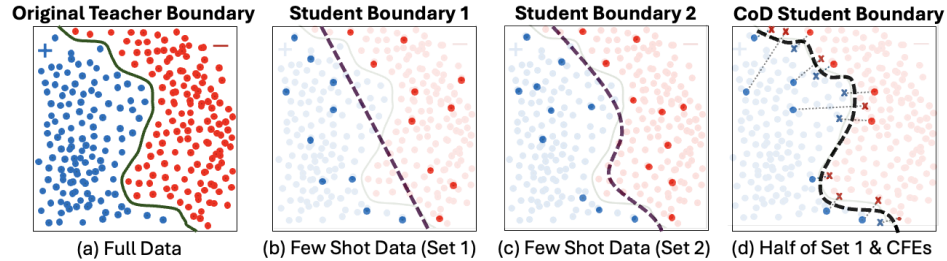 Original Teacher Boundary
Student Boundary 1
Student Boundary 2
CoD Student Boundary
(a) Full Data
(b) Few Shot Data (Set 1)
(c) Few Shot Data (Set 2)
(d) Half of Set 1 & CFEs